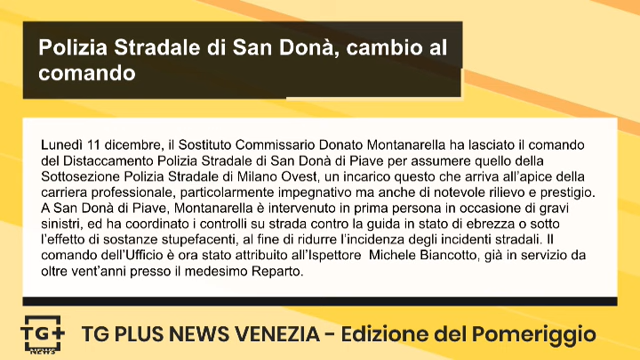 Polizia Stradale di San Donà, cambio al
comando
Lunedì 11 dicembre, il Sostituto Commissario Donato Montanarella ha lasciato il comando
del Distaccamento Polizia Stradale di San Donà di Piave per assumere quello della
Sottosezione Polizia Stradale di Milano Ovest, un incarico questo che arriva all'apice della
carriera professionale, particolarmente impegnativo ma anche di notevole rilievo e prestigio.
A San Donà di Piave, Montanarella è intervenuto in prima persona in occasione di gravi
sinistri, ed ha coordinato i controlli su strada contro la guida in stato di ebrezza o sotto
l'effetto di sostanze stupefacenti, al fine di ridurre l'incidenza degli incidenti stradali. Il
comando dell'Ufficio è ora stato attribuito all'Ispettore  Michele Biancotto, già in servizio da
oltre vent'anni presso il medesimo Reparto.
TG+
NEWS
TG PLUS NEWS VENEZIA - Edizione del Pomeriggio